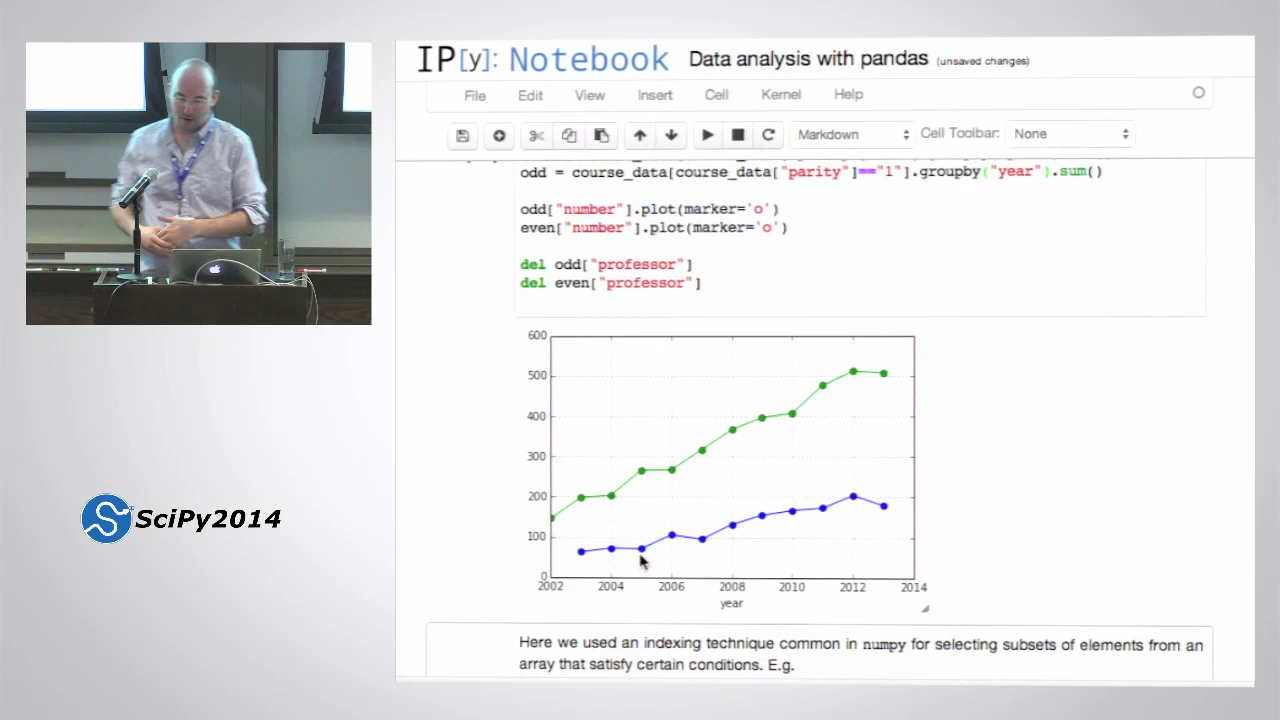 IP[y]: Notebook Data analysis with pandas (unsaved changes)
File Edit View Insert Cell Kernel Help
Markdown Cell Toolbar: None
odd = course_data[course_data["parity"]=="1"].groupby("year").sum()
odd["number"].plot(marker='o')
even["number"].plot(marker='o')
del odd["professor"]
del even["professor"]
600
500
400
300
200
100
0
2002 2004 2006 2008 2010 2012 2014
year
Here we used an indexing technique common in numpy for selecting subsets of elements from an
array that satisfy certain conditions. E.g.
SciPy2014